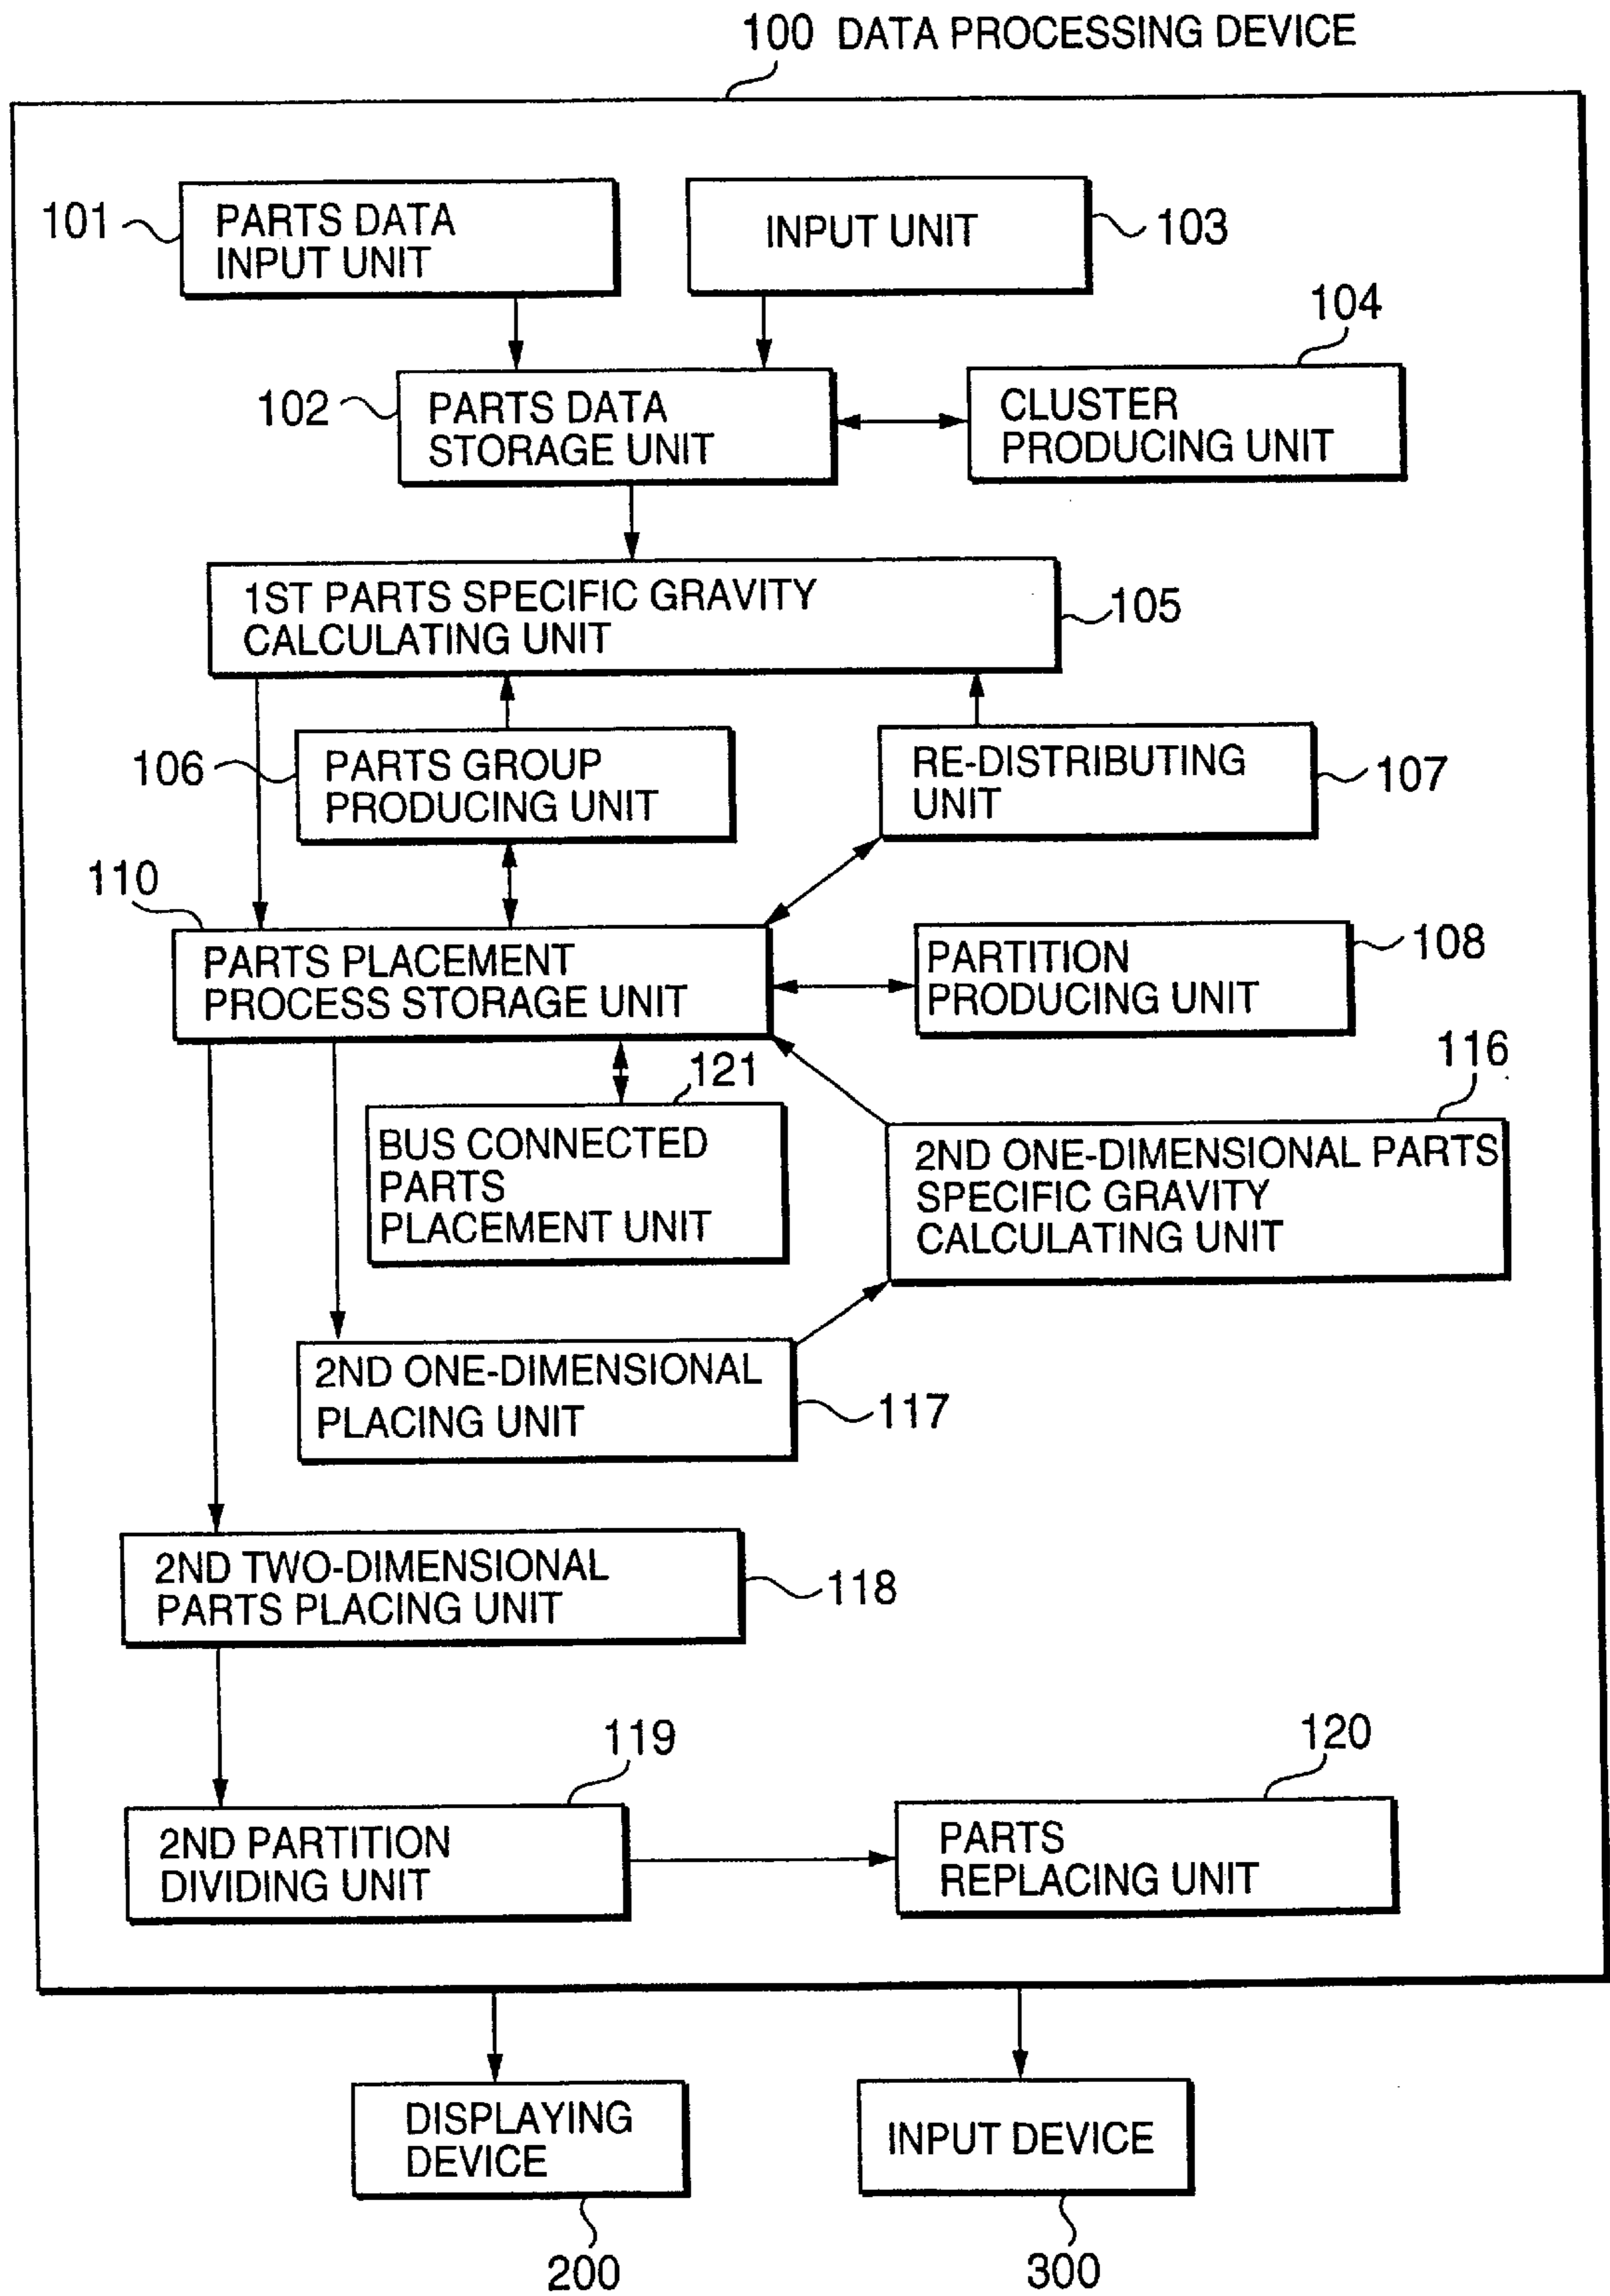 100 DATA PROCESSING DEVICE
101
PARTS DATA
INPUT UNIT
INPUT UNIT
103
104
102
PARTS DATA
STORAGE UNIT
CLUSTER
PRODUCING UNIT
1ST PARTS SPECIFIC GRAVITY
CALCULATING UNIT
105
106
PARTS GROUP
PRODUCING UNIT
RE-DISTRIBUTING
UNIT
107
110
PARTS PLACEMENT
PROCESS STORAGE UNIT
PARTITION
PRODUCING UNIT
108
121
116
BUS CONNECTED
PARTS
PLACEMENT UNIT
2ND ONE-DIMENSIONAL PARTS
SPECIFIC GRAVITY
CALCULATING UNIT
2ND ONE-DIMENSIONAL
PLACING UNIT
117
2ND TWO-DIMENSIONAL
PARTS PLACING UNIT
118
119
120
2ND PARTITION
DIVIDING UNIT
PARTS
REPLACING UNIT
DISPLAYING
DEVICE
INPUT DEVICE
200
300